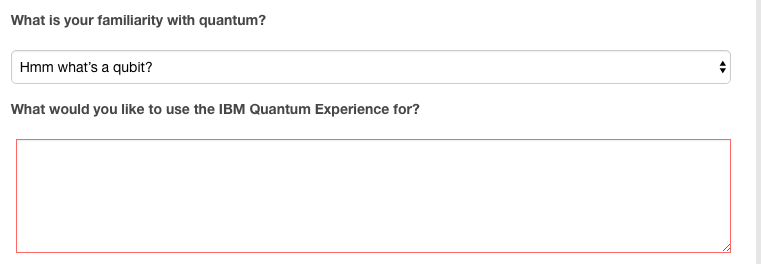 What is your familiarity with quantum?
Hmm what's a qubit?
What would you like to use the IBM Quantum Experience for?